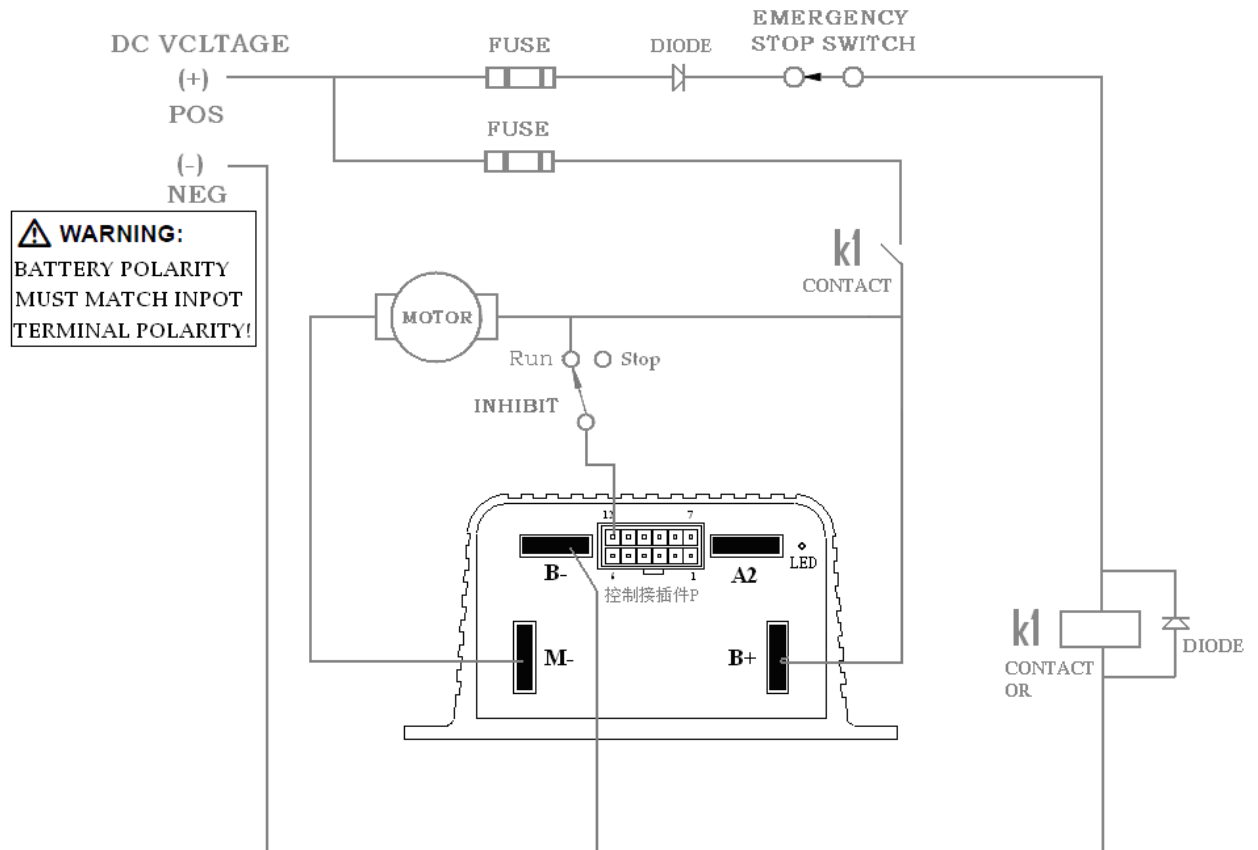 EMERGENCY
STOP SWITCH
DC VCLTAGE
FUSE
DIODE
(+)
POS
FUSE
(-)
NEG
WARNING:
BATTERY POLARITY
MUST MATCH INPOT
TERMINAL POLARITY!
k1
CONTACT
MOTOR
Run
Stop
INHIBIT
12
7
B-
A2
LED
6
1
控制接插件P
M-
B+
k1
CONTACT
OR
DIODE